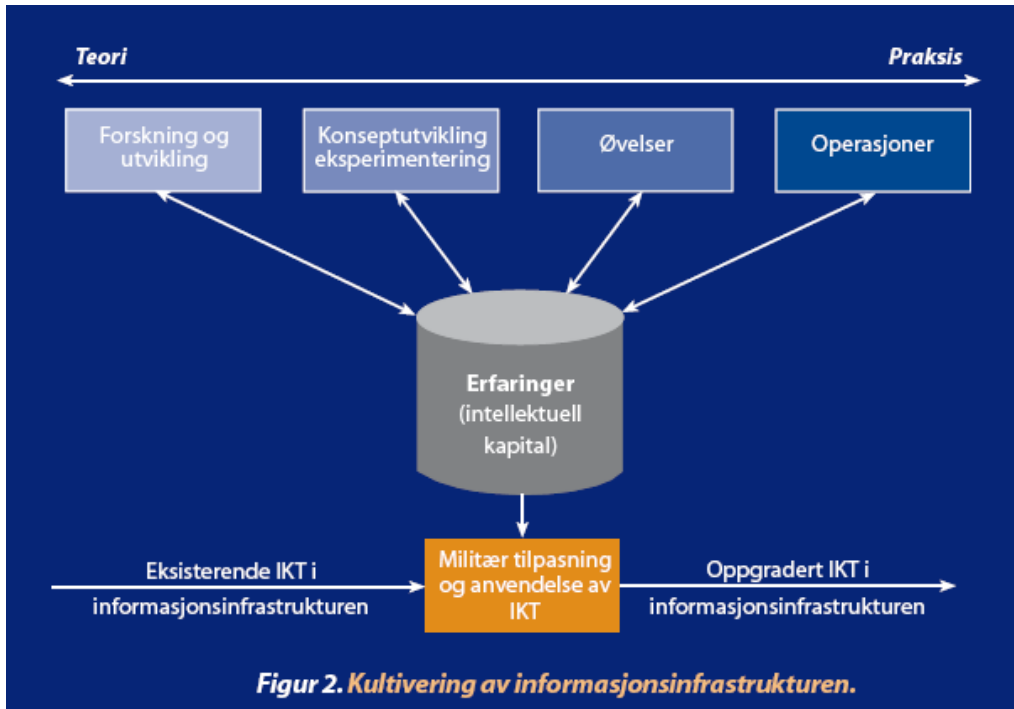 Teori
Praksis
Forskning og
utvikling
Konseptutvikling
eksperimentering
Øvelser
Operasjoner
Erfaringer
(intellektuell
kapital)
Eksisterende IKT i
informasjonsinfrastrukturen
Militær tilpasning
og anvendelse av
IKT
Oppgradert IKT i
informasjonsinfrastrukturen
Figur 2. Kultivering av informasjonsinfrastrukturen.